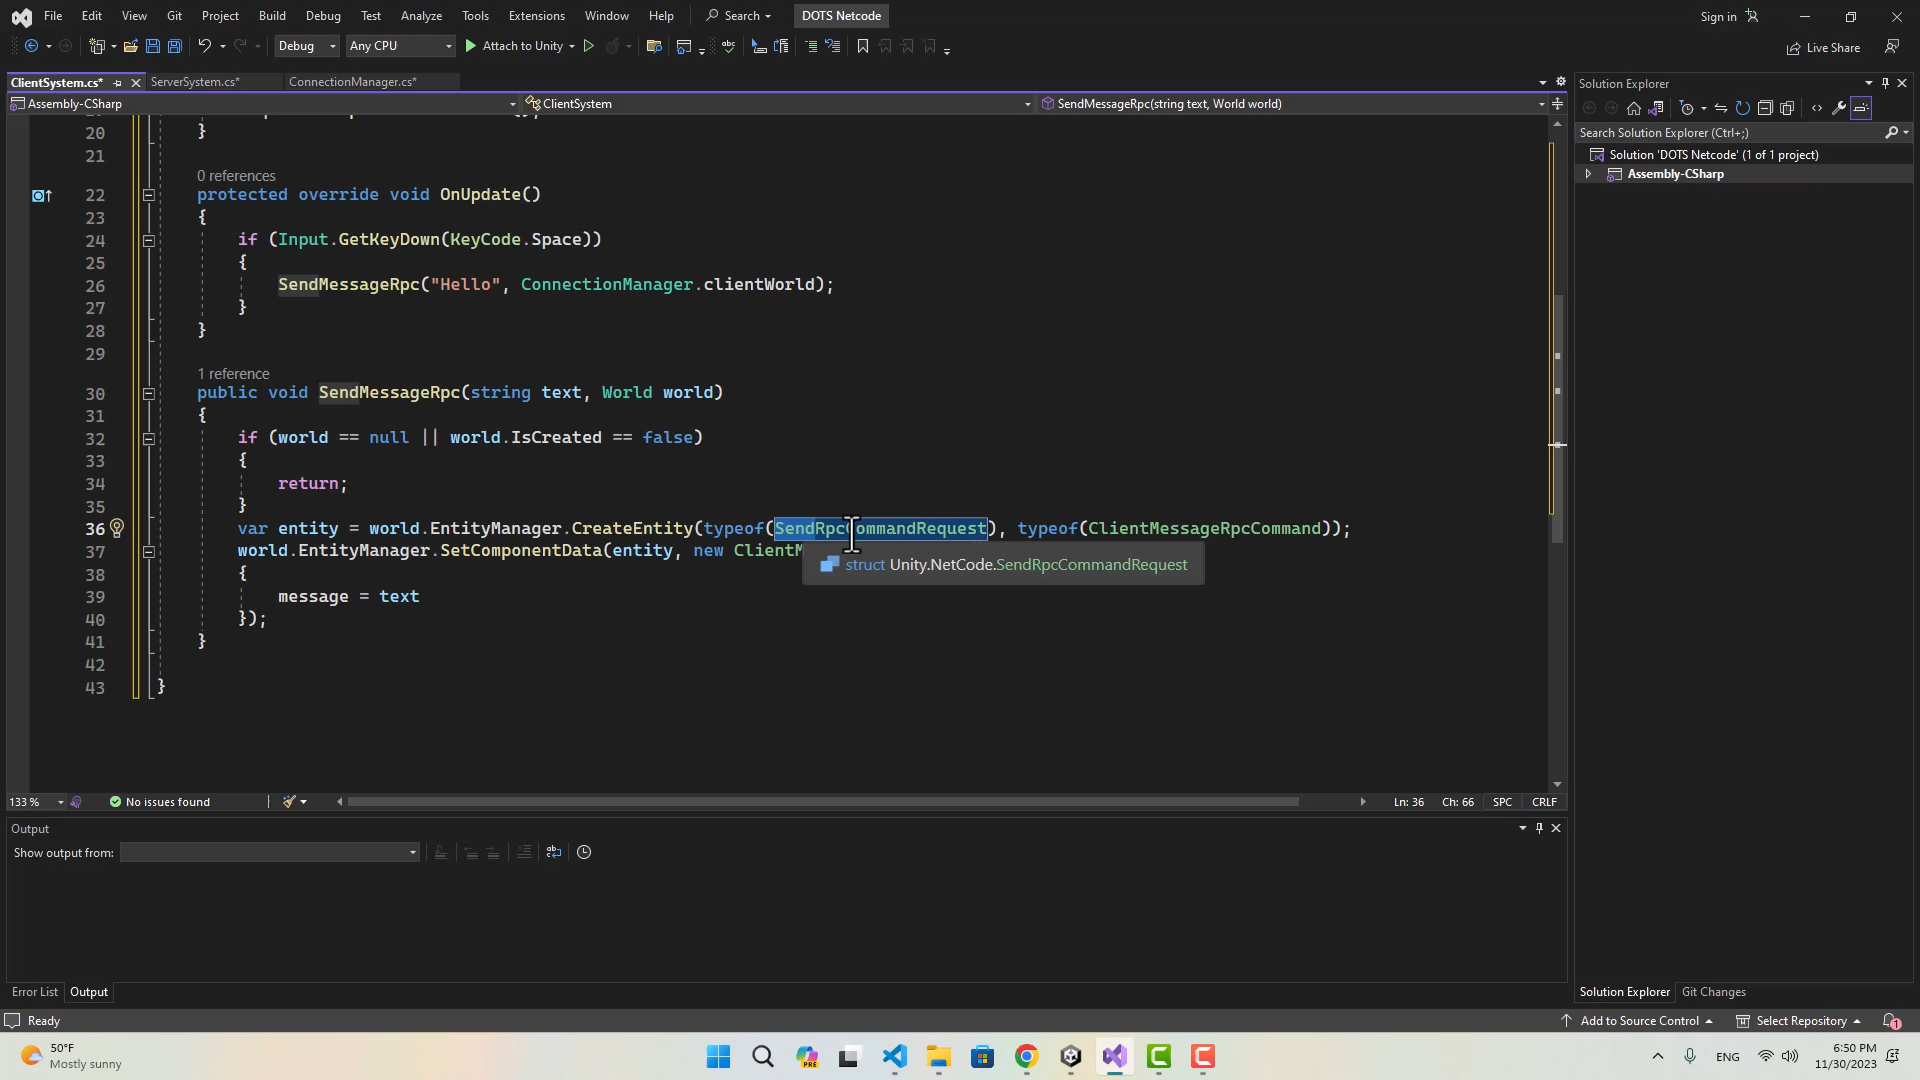 File Edit View Git Project Build Debug Test Analyze Tools Extensions Window Help Search DOTS Netcode Sign in
Debug Any CPU Attach to Unity Live Share
ClientSystem.cs* ServerSystem.cs* ConnectionManager.cs* Solution Explorer
Assembly-CSharp ClientSystem SendMessageRpc(string text, World world)
Search Solution Explorer (Ctrl+;)
Solution 'DOTS Netcode' (1 of 1 project)
Assembly-CSharp
20 }
21
0 references
22 protected override void OnUpdate()
23 {
24 if (Input.GetKeyDown(KeyCode.Space))
25 {
26 SendMessageRpc("Hello", ConnectionManager.clientWorld);
27 }
28 }
29
1 reference
30 public void SendMessageRpc(string text, World world)
31 {
32 if (world == null || world.IsCreated == false)
33 {
34 return;
35 }
36 var entity = world.EntityManager.CreateEntity(typeof(SendRpcCommandRequest), typeof(ClientMessageRpcCommand));
37 world.EntityManager.SetComponentData(entity, new ClientM
struct Unity.NetCode.SendRpcCommandRequest
38 {
39 message = text
40 });
41 }
42
43 }
133 % No issues found Ln: 36 Ch: 66 SPC CRLF
Output
Show output from:
Error List Output Solution Explorer Git Changes
Ready Add to Source Control Select Repository 1
50°F
Mostly sunny
PRE
ENG
6:50 PM
11/30/2023